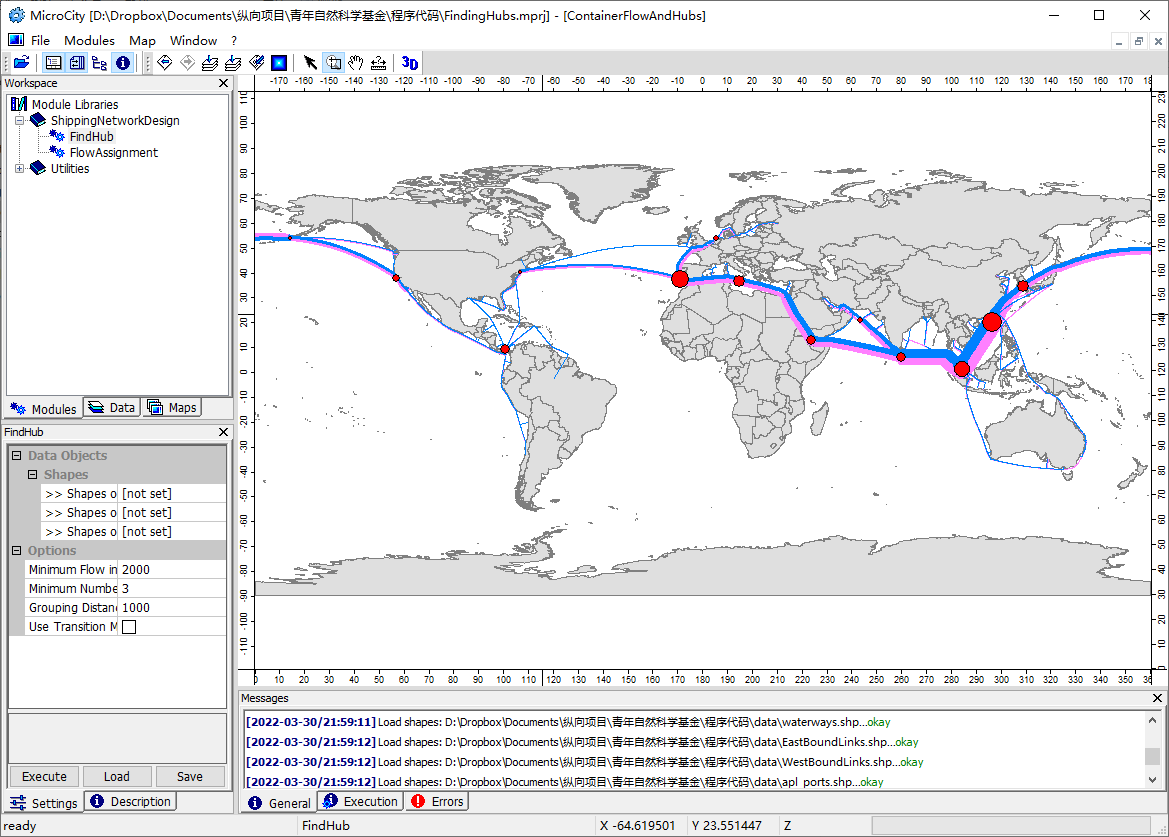 MicroCity [D:\Dropbox\Documents\纵向项目\青年自然科学基金\程序代码\FindingHubs.mprj] - [ContainerFlowAndHubs]
File Modules Map Window ?
3D
Workspace
Module Libraries
ShippingNetworkDesign
FindHub
FlowAssignment
Utilities
Modules Data Maps
FindHub
Data Objects
Shapes
>> Shapes o [not set]
>> Shapes o [not set]
>> Shapes o [not set]
Options
Minimum Flow in 2000
Minimum Numbe 3
Grouping Distanc 1000
Use Transition M
Execute Load Save
Settings Description
-170 -160 -150 -140 -130 -120 -110 -100 -90 -80 -70 -60 -50 -40 -30 -20 -10 0 10 20 30 40 50 60 70 80 90 100 110 120 130 140 150 160 170 18
110 100 90 80 70 60 50 40 30 20 10 0 -10 -20 -30 -40 -50 -60 -70 -80 -90 -100 -110
230 220 210 200 190 180 170 160 150 140 130 120 110 100 90 80 70 60 50 40 30 20 10 0
0 10 20 30 40 50 60 70 80 90 100 110 120 130 140 150 160 170 180 190 200 210 220 230 240 250 260 270 280 290 300 310 320 330 340 350 36
Messages
[2022-03-30/21:59:11] Load shapes: D:\Dropbox\Documents\纵向项目\青年自然科学基金\程序代码\data\waterways.shp...okay
[2022-03-30/21:59:12] Load shapes: D:\Dropbox\Documents\纵向项目\青年自然科学基金\程序代码\data\EastBoundLinks.shp...okay
[2022-03-30/21:59:12] Load shapes: D:\Dropbox\Documents\纵向项目\青年自然科学基金\程序代码\data\WestBoundLinks.shp...okay
[2022-03-30/21:59:12] Load shapes: D:\Dropbox\Documents\纵向项目\青年自然科学基金\程序代码\data\apl_ports.shp...okay
General Execution Errors
ready FindHub X -64.619501 Y 23.551447 Z